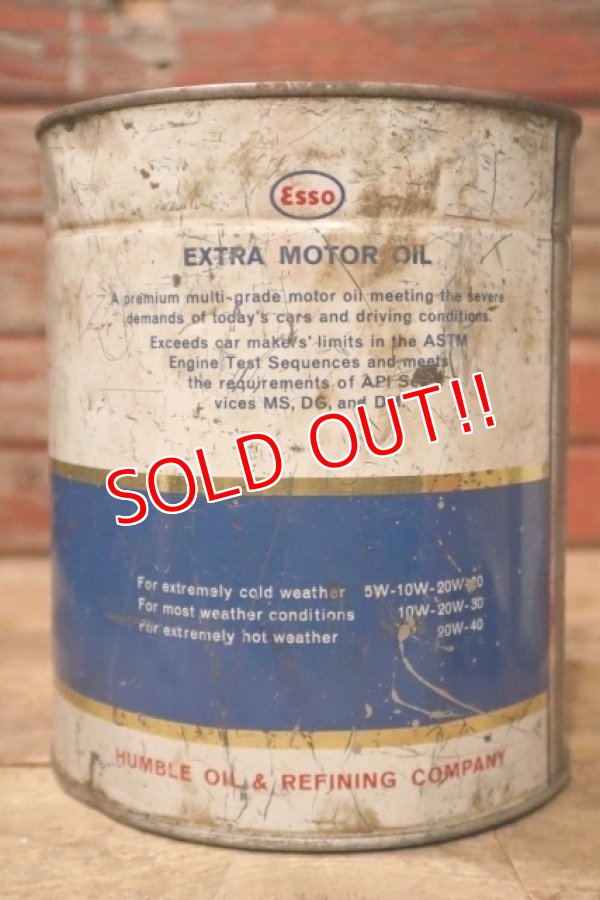 Esso
EXTRA MOTOR OIL
A premium multi-grade motor oil meeting the severe
demands of today's cars and driving conditions.
Exceeds car makers' limits in the ASTM
Engine Test Sequences and meets
the requirements of API
vices MS, DG, and
SOLD OUT!!
For extremely cold weather 5W-10W-20W-20
For most weather conditions 10W-20W-30
For extremely hot weather 20W-40
HUMBLE OIL & REFINING COMPANY